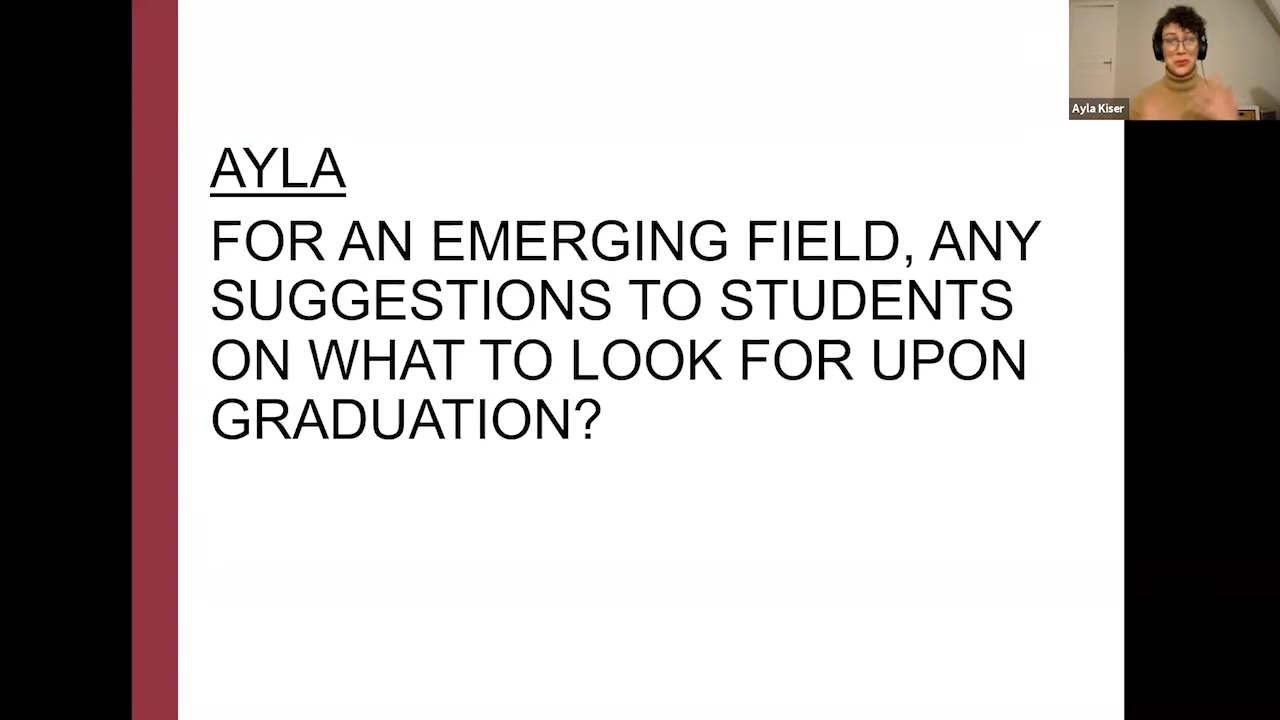 AYLA
FOR AN EMERGING FIELD, ANY
SUGGESTIONS TO STUDENTS
ON WHAT TO LOOK FOR UPON
GRADUATION?
Ayla Kiser